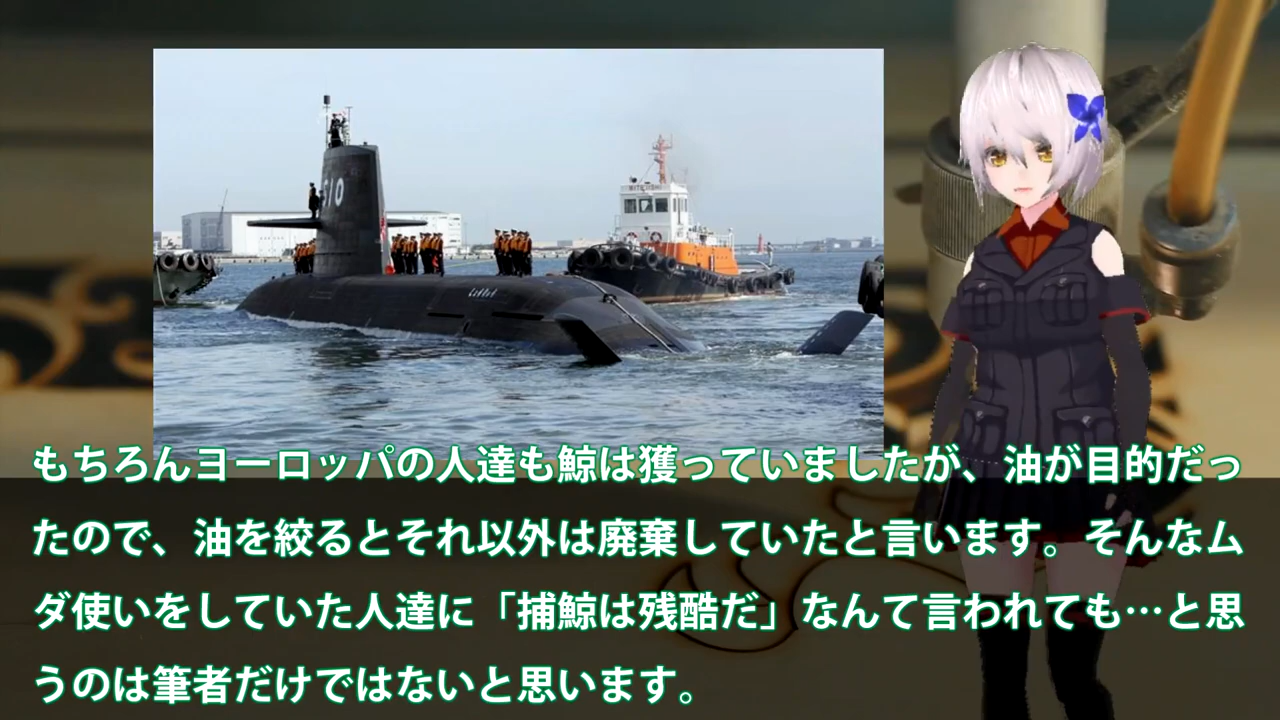 510
もちろんヨーロッパの人達も鯨は獲っていましたが、油が目的だっ
たので、油を絞るとそれ以外は廃棄していたと言います。そんなム
ダ使いをしていた人達に「捕鯨は残酷だ」なんて言われても…と思
うのは筆者だけではないと思います。